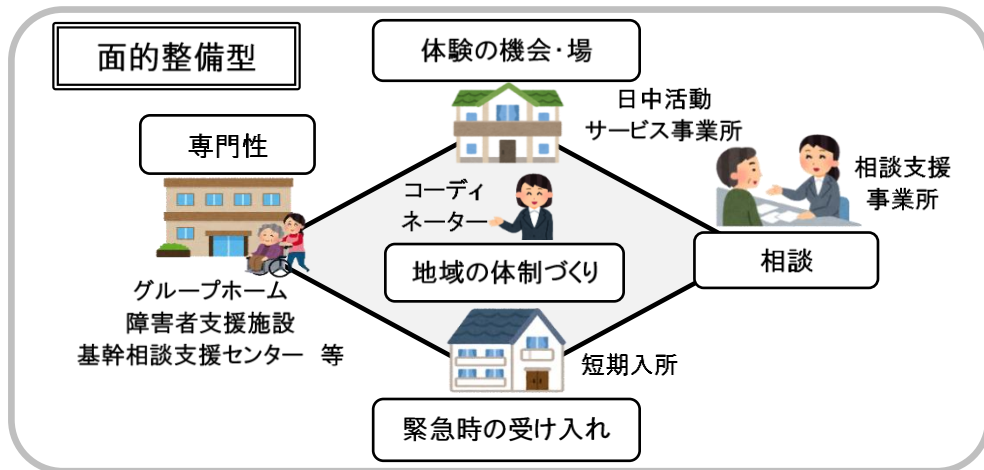 面的整備型
体験の機会・場
日中活動
サービス事業所
専門性
コーディ
ネーター
相談支援
事業所
地域の体制づくり
相談
グループホーム
障害者支援施設
基幹相談支援センター　等
短期入所
緊急時の受け入れ